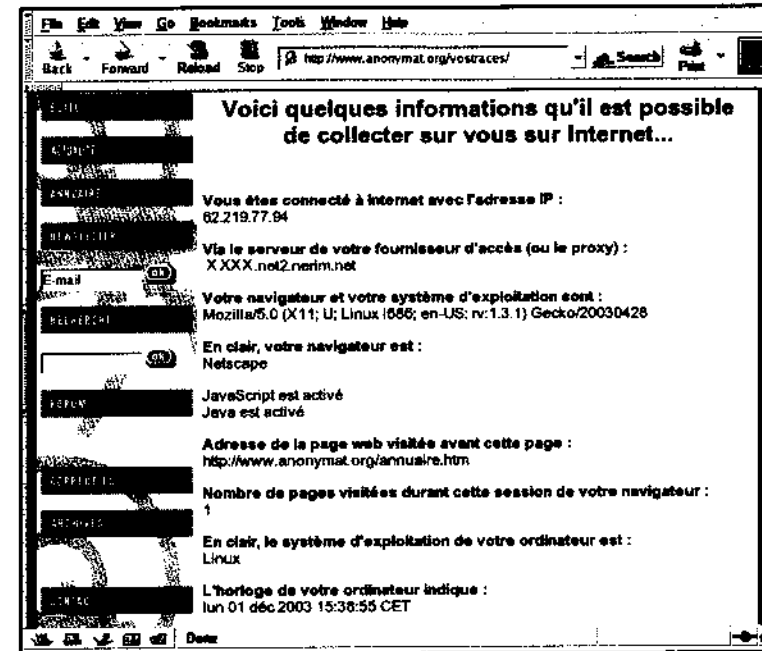 File Edit View Go Bookmarks Tools Window Help
Back Forward Reload Stop http://www.anonymat.org/vostraces/ Search Print
Voici quelques informations qu'il est possible
de collecter sur vous sur Internet...
ANNUAIRE
Vous êtes connecté à internet avec l'adresse IP :
62.219.77.94
NEWSLETTER
Via le serveur de votre fournisseur d'accès (ou le proxy) :
X.XXX.net2.nerim.net
E-mail ok
Votre navigateur et votre système d'exploitation sont :
Mozilla/5.0 (X11; U; Linux i686; en-US; rv:1.3.1) Gecko/20030428
RECHERCHE
En clair, votre navigateur est :
Netscape
ok
JavaScript est activé
Java est activé
FORUM
Adresse de la page web visitée avant cette page :
http://www.anonymat.org/annuaire.htm
Nombre de pages visitées durant cette session de votre navigateur :
1
ARCHIVES
En clair, le système d'exploitation de votre ordinateur est :
Linux
L'horloge de votre ordinateur indique :
lun 01 déc 2003 15:38:55 CET
CONTACT
Done